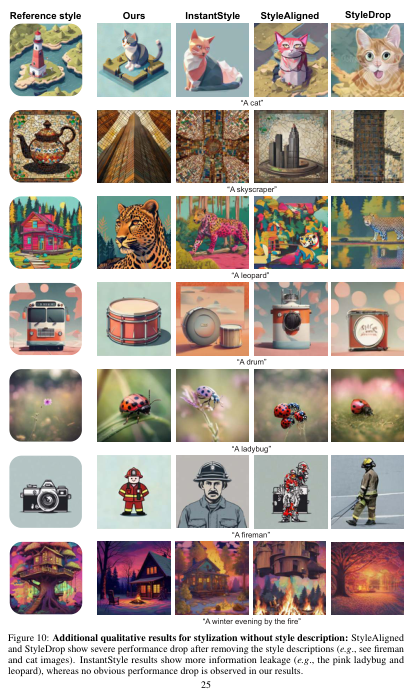 Reference style Ours InstantStyle StyleAligned StyleDrop
"A cat"
"A skyscraper"
"A leopard"
"A drum"
"A ladybug"
"A fireman"
"A winter evening by the fire"
Figure 10: Additional qualitative results for stylization without style description: StyleAligned
and StyleDrop show severe performance drop after removing the style descriptions (e.g., see fireman
and cat images). InstantStyle results show more information leakage (e.g., the pink ladybug and
leopard), whereas no obvious performance drop is observed in our results.
25